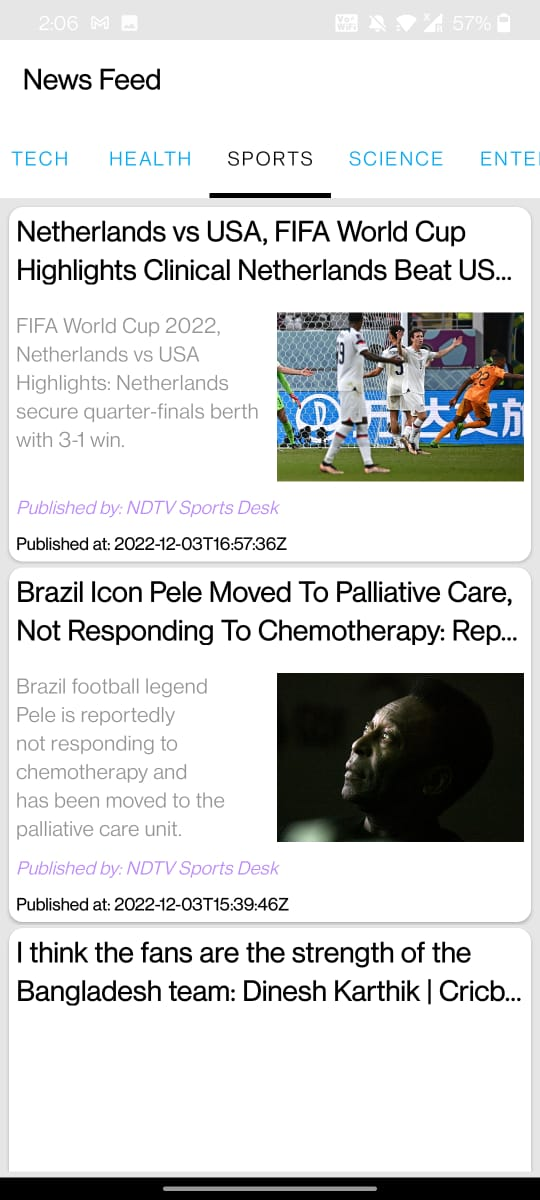 2:06
57%
News Feed
TECH HEALTH SPORTS SCIENCE ENTE
Netherlands vs USA, FIFA World Cup
Highlights Clinical Netherlands Beat US...
FIFA World Cup 2022,
Netherlands vs USA
Highlights: Netherlands
secure quarter-finals berth
with 3-1 win.
Published by: NDTV Sports Desk
Published at: 2022-12-03T16:57:36Z
Brazil Icon Pele Moved To Palliative Care,
Not Responding To Chemotherapy: Rep...
Brazil football legend
Pele is reportedly
not responding to
chemotherapy and
has been moved to the
palliative care unit.
Published by: NDTV Sports Desk
Published at: 2022-12-03T15:39:46Z
I think the fans are the strength of the
Bangladesh team: Dinesh Karthik | Cricb...